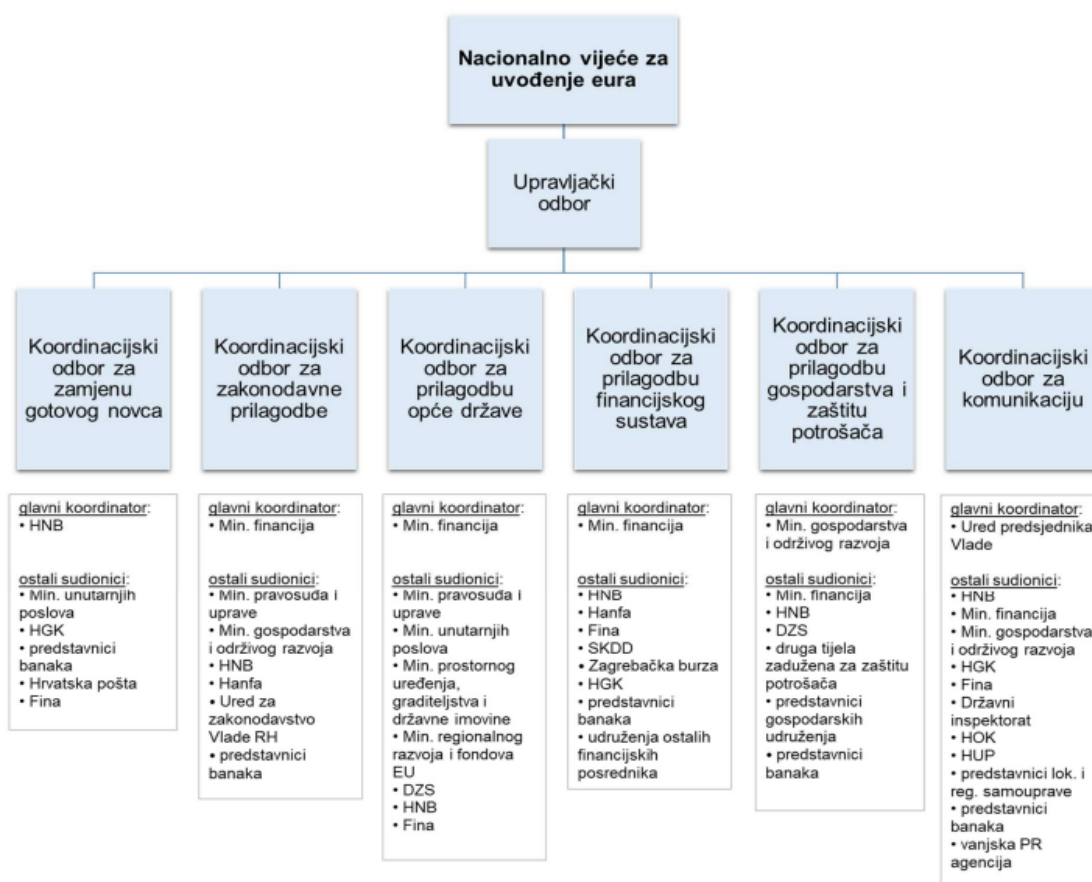 Nacionalno vijeće za
uvođenje eura
Upravljački
odbor
Koordinacijski
odbor za
zamjenu
gotovog novca
Koordinacijski
odbor za
zakonodavne
prilagodbe
Koordinacijski
odbor za
prilagodbu
opće države
Koordinacijski
odbor za
prilagodbu
financijskog
sustava
Koordinacijski
odbor za
prilagodbu
gospodarstva i
zaštitu
potrošača
Koordinacijski
odbor za
komunikaciju
glavni koordinator:
• HNB
ostali sudionici:
• Min. unutarnjih
poslova
• HGK
• predstavnici
banaka
• Hrvatska pošta
• Fina
glavni koordinator:
• Min. financija
ostali sudionici:
• Min. pravosuđa i
uprave
• Min. gospodarstva
i održivog razvoja
• HNB
• Hanfa
• Ured za
zakonodavstvo
Vlade RH
• predstavnici
banaka
glavni koordinator:
• Min. financija
ostali sudionici:
• Min. pravosuđa i
uprave
• Min. unutarnjih
poslova
• Min. prostornog
uređenja,
graditeljstva i
državne imovine
• Min. regionalnog
razvoja i fondova
EU
• DZS
• HNB
• Fina
glavni koordinator:
• Min. financija
ostali sudionici:
• HNB
• Hanfa
• Fina
• SKDD
• Zagrebačka burza
• HGK
• predstavnici
banaka
• udruženja ostalih
financijskih
posrednika
glavni koordinator:
• Min. gospodarstva
i održivog razvoja
ostali sudionici:
• Min. financija
• HNB
• DZS
• druga tijela
zadužena za zaštitu
potrošača
• predstavnici
gospodarskih
udruženja
• predstavnici
banaka
glavni koordinator:
• Ured predsjednika
Vlade
ostali sudionici:
• HNB
• Min. financija
• Min. gospodarstva
i održivog razvoja
• HGK
• Fina
• Državni
inspektorat
• HOK
• HUP
• predstavnici lok. i
reg. samouprave
• predstavnici
banaka
• vanjska PR
agencija